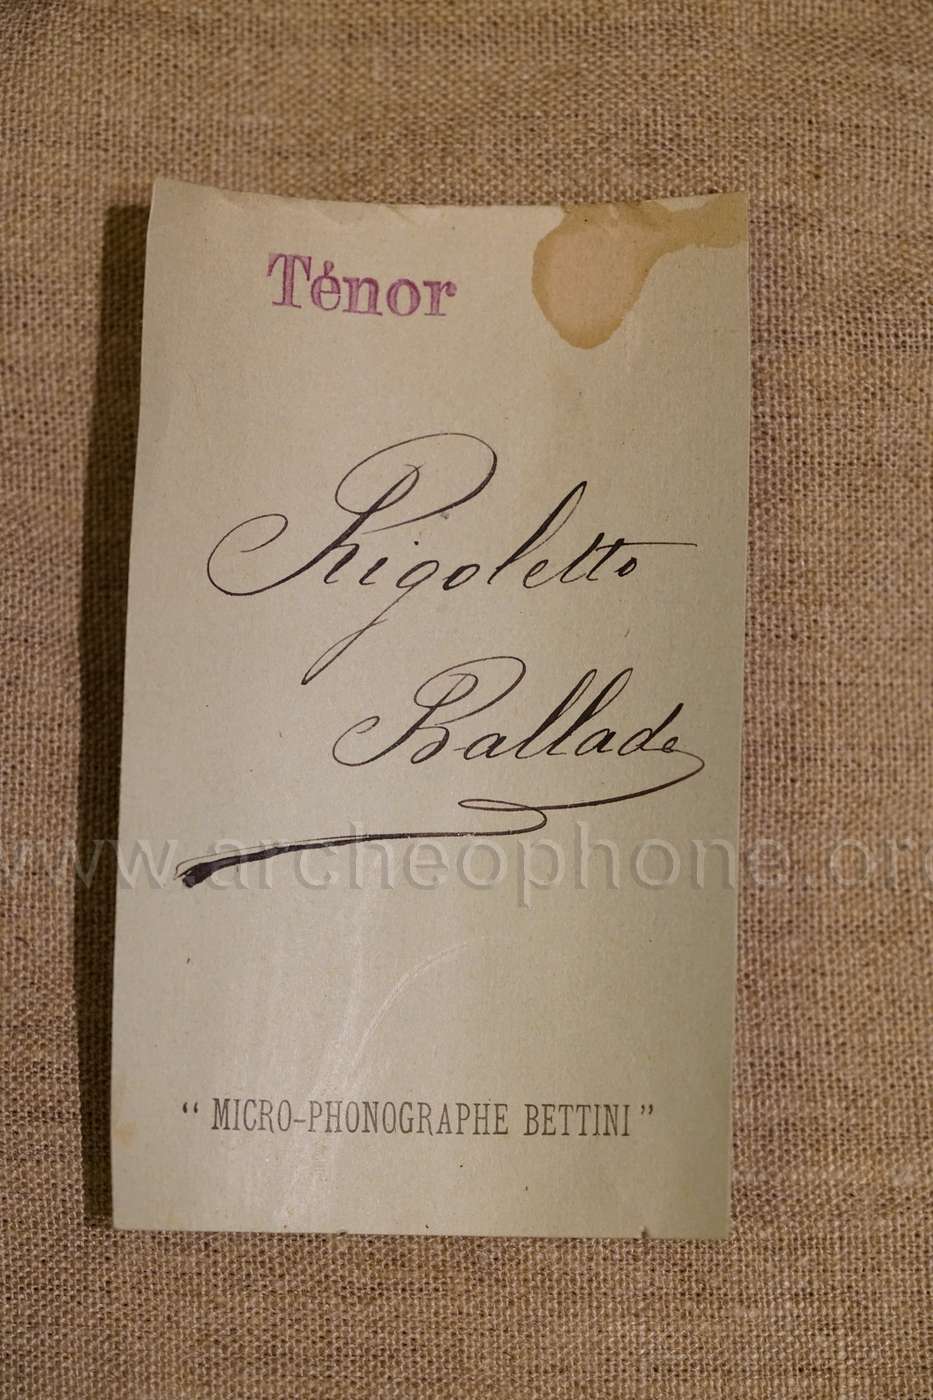 Ténor
Rigoletto
Ballade
www.archeophone.org
“ MICRO-PHONOGRAPHE BETTINI ”